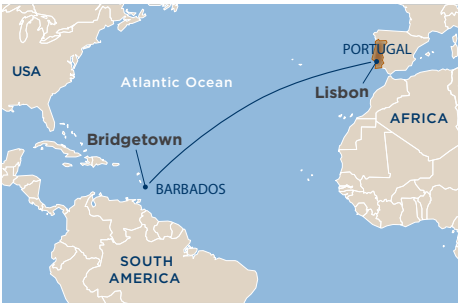 PORTUGAL
USA
Atlantic Ocean
Lisbon
AFRICA
Bridgetown
BARBADOS
SOUTH
AMERICA